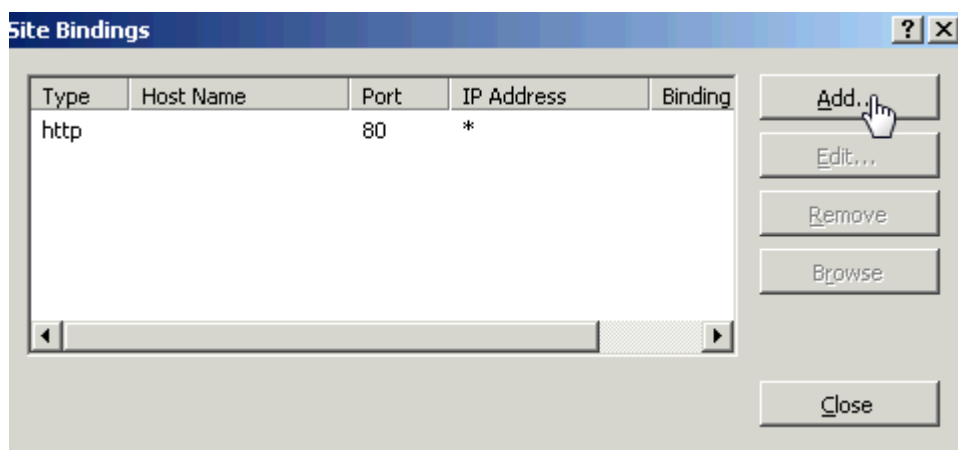 Site Bindings
Type Host Name Port IP Address Binding
http 80 *
Add...
Edit...
Remove
Browse
Close